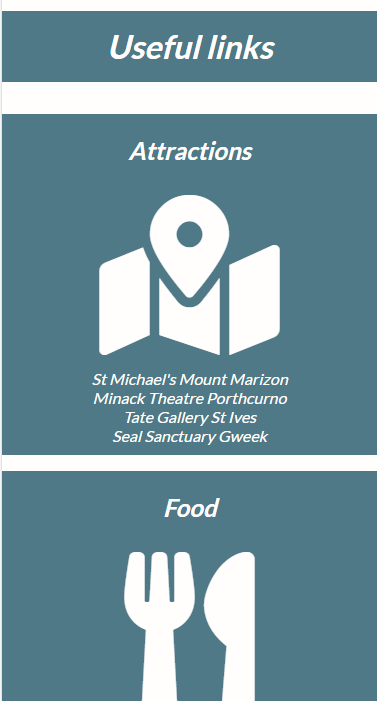 Useful links
Attractions
St Michael's Mount Marizon
Minack Theatre Porthcurno
Tate Gallery St Ives
Seal Sanctuary Gweek
Food